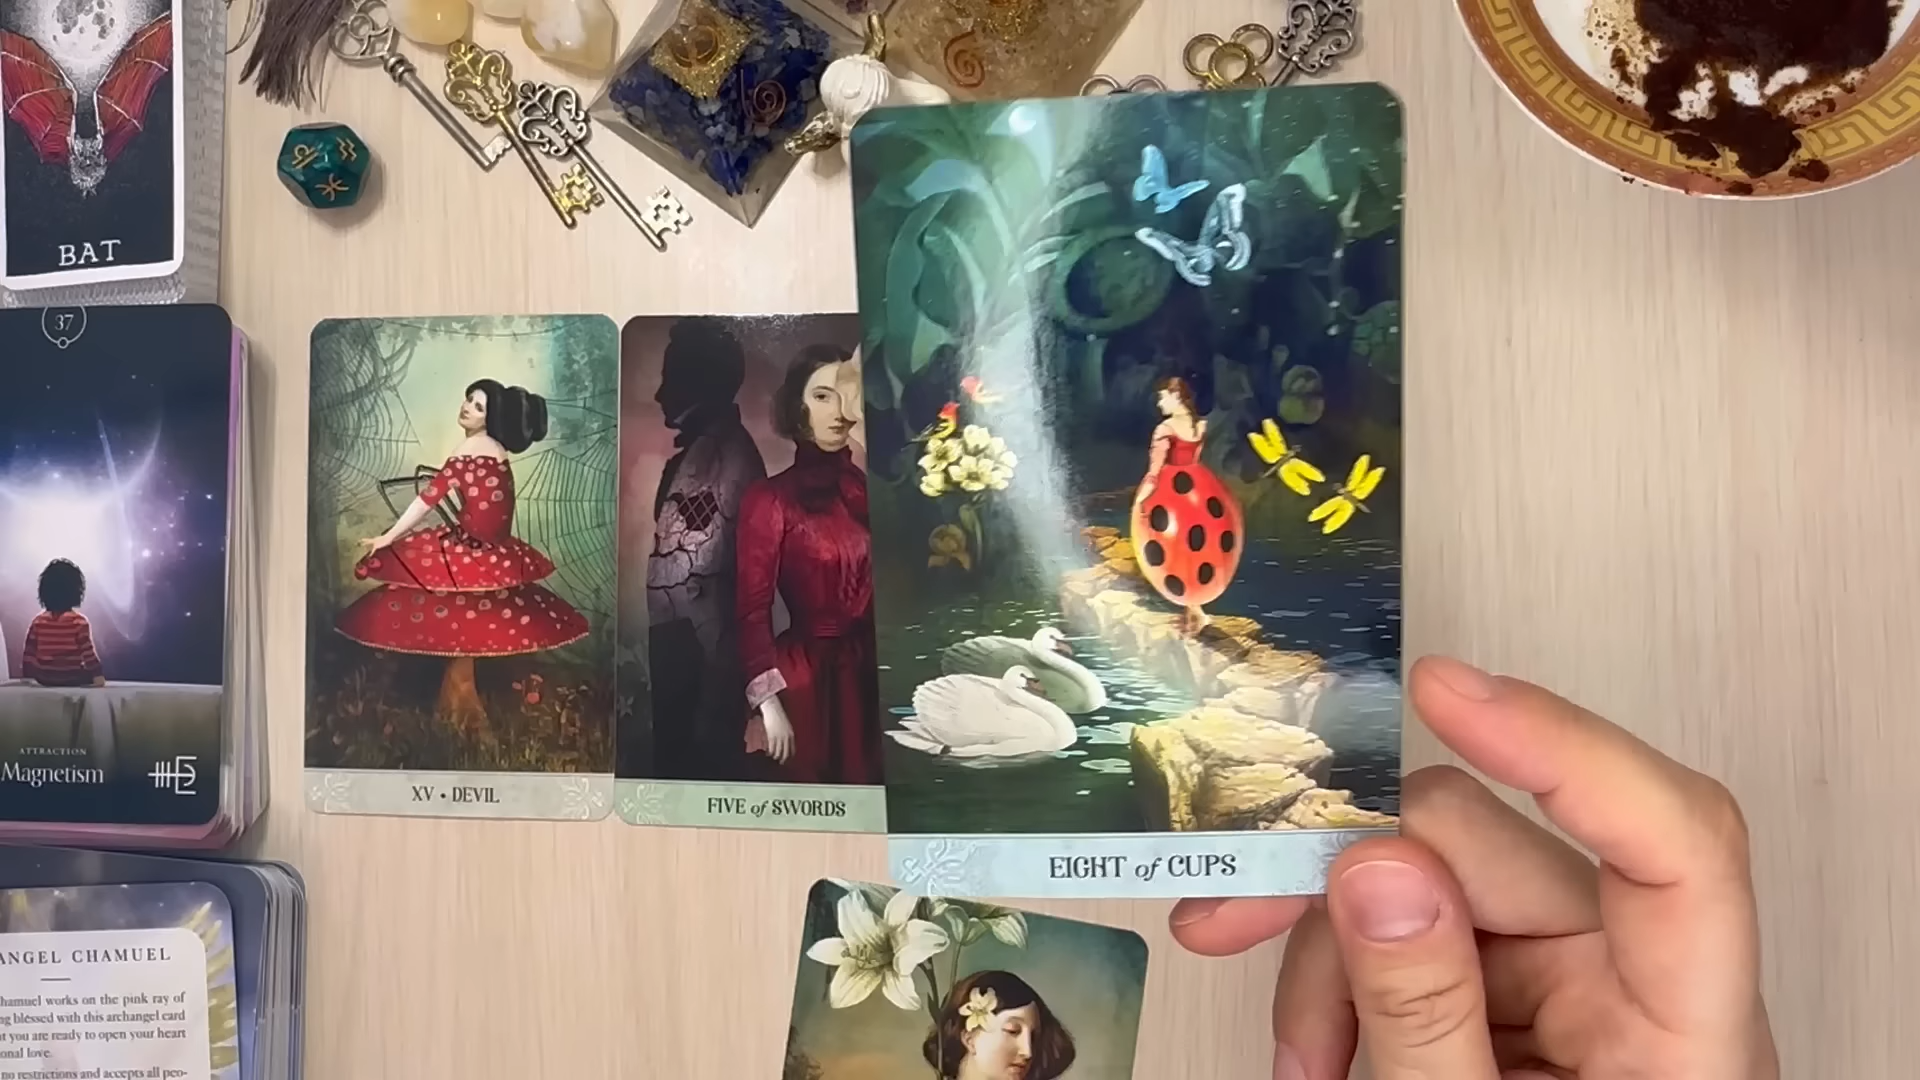 BAT
37
ATTRACTION
Magnetism
XV • DEVIL
FIVE of SWORDS
EIGHT of CUPS
ANGEL CHAMUEL
hamuel works on the pink ray of
ng blessed with this archangel card
t you are ready to open your heart
onal love.
no restrictions and accepts all peo-